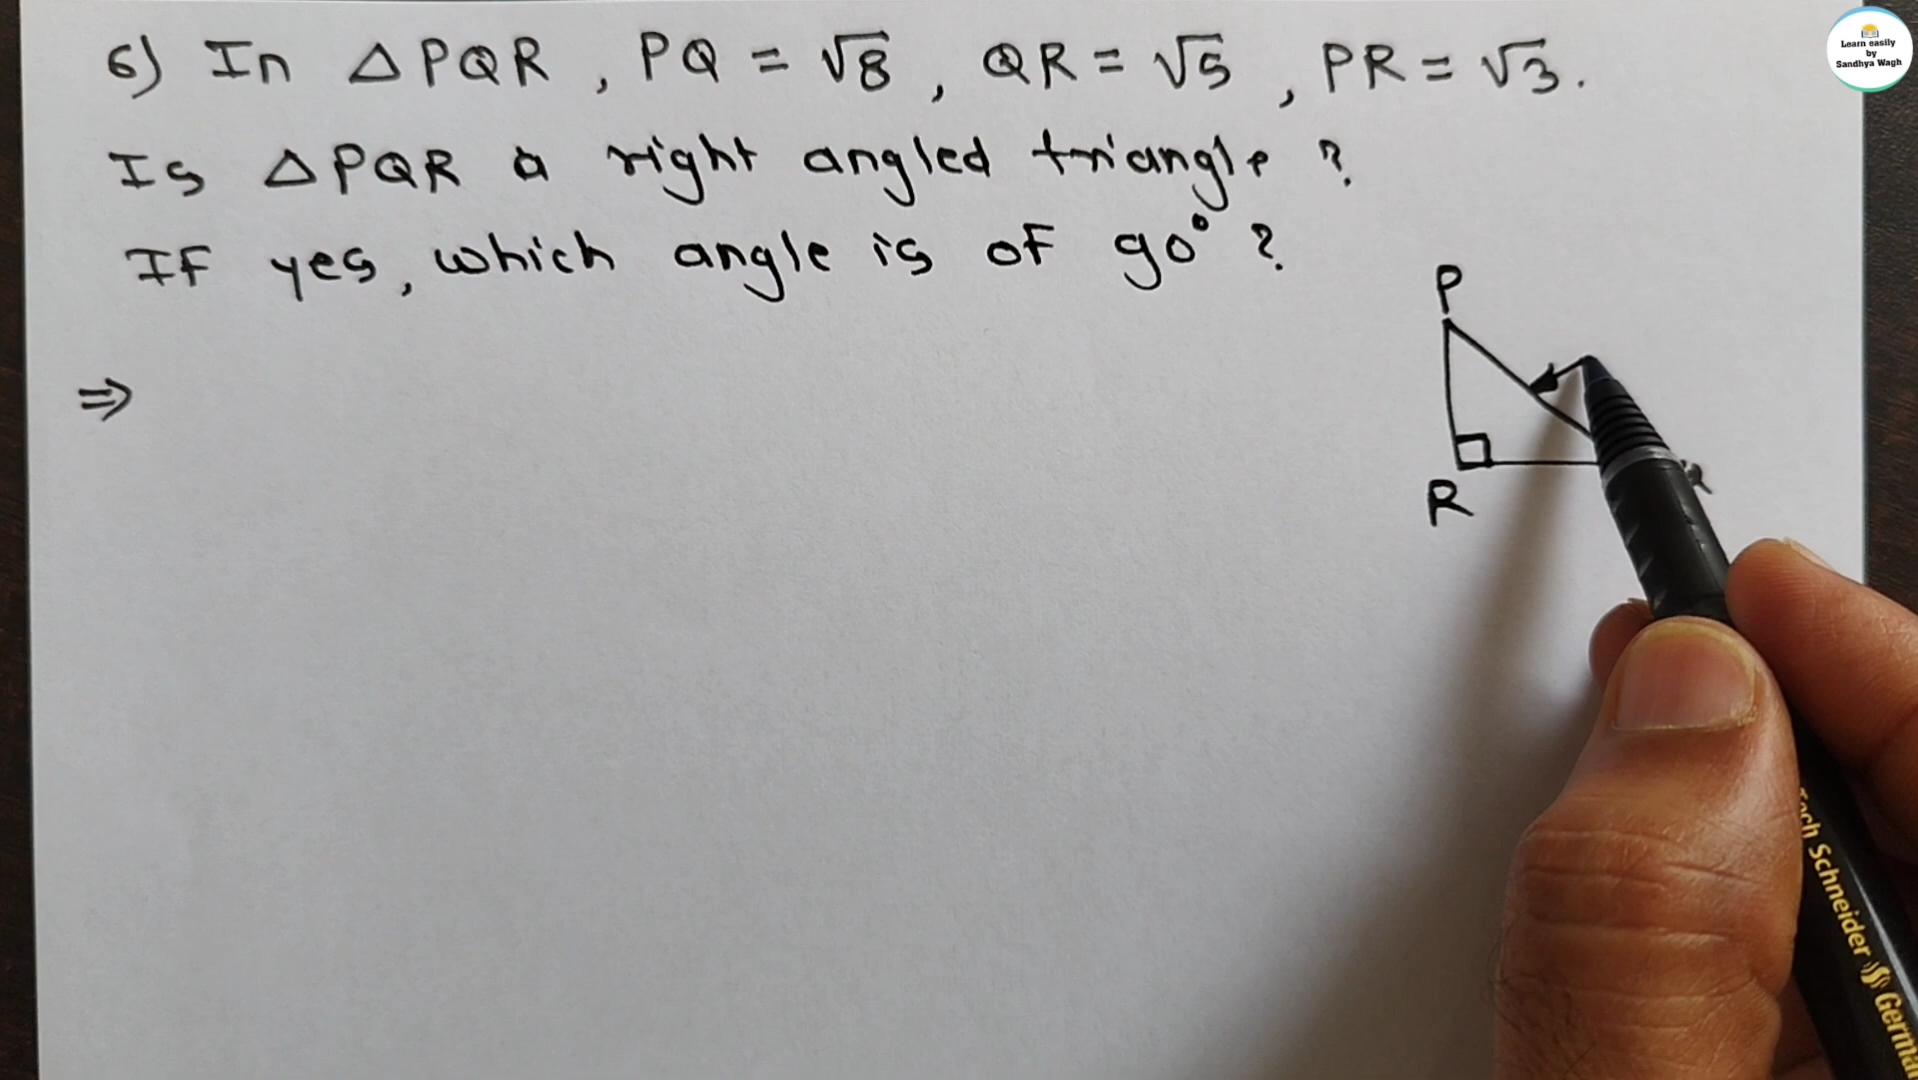 6) In △PQR, PQ = √8, QR = √5, PR = √3.
Is △PQR a right angled triangle?
If yes, which angle is of 90° ?
⇒
P
R
Learn easily
by
Sandhya Wagh
Tech Schneider